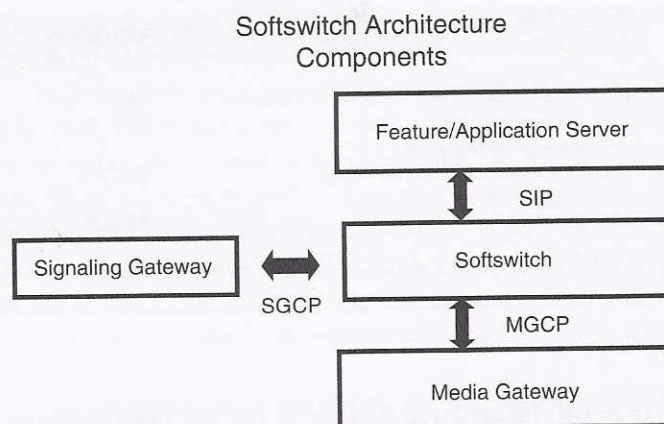 Softswitch Architecture
Components
Feature/Application Server
SIP
Signaling Gateway
Softswitch
SGCP
MGCP
Media Gateway